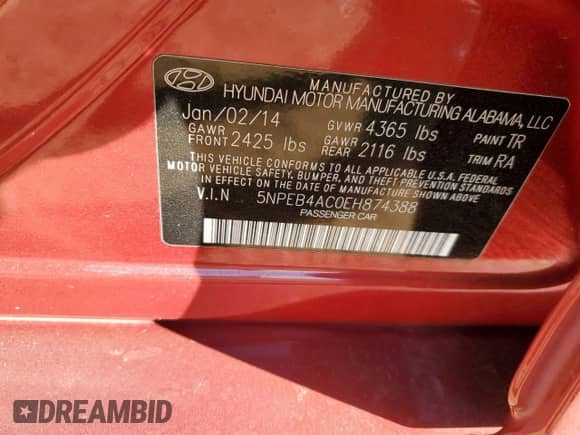 MANUFACTURED BY
HYUNDAI MOTOR MANUFACTURING ALABAMA, LLC
Jan/02/14 GVWR 4365 lbs PAINT TR
GAWR FRONT 2425 lbs GAWR REAR 2116 lbs TRIM RA
THIS VEHICLE CONFORMS TO ALL APPLICABLE U.S.A. FEDERAL
MOTOR VEHICLE SAFETY, BUMPER, AND THEFT PREVENTION STANDARDS
IN EFFECT ON THE DATE OF MANUFACTURE SHOWN ABOVE
V.I.N 5NPEB4AC0EH874388
PASSENGER CAR
DREAMBID